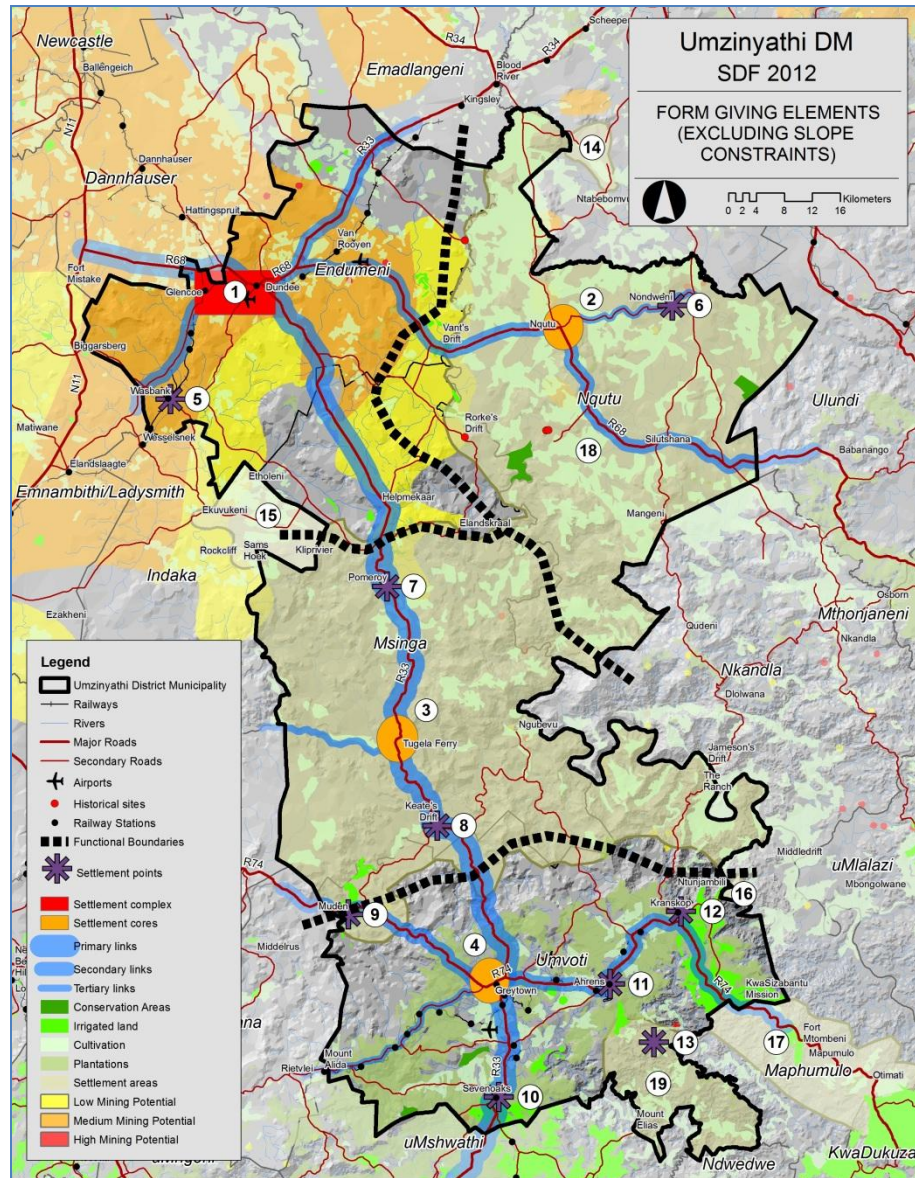 Umzinyathi DM
SDF 2012
FORM GIVING ELEMENTS
(EXCLUDING SLOPE
CONSTRAINTS)
Kilometers
0 2 4 8 12 16
Newcastle
Ballengeich
Emadlangeni
R34
R34
Blood
River
Kingsley
N11
Dannhauser
Dannhauser
Hattingspruit
R33
14
Van
Rooyen
Endumeni
R68
R68
Fort
Mistake
Glencoe
1
Dundee
2
Nondweni
6
Vant's
Drift
Nqutu
Biggarsberg
N11
Wasbank
5
Nqutu
Ulundi
Matiwane
Wesselsnek
Rorke's
Drift
R68
Silutshana
Babanango
18
Elandslaagte
Emnambithi/Ladysmith
Etholeni
Helpmekaar
Ekuvukeni
15
Elandskraal
Mangeni
Rockcliff
Sams
Hoek
Kliprivier
Indaka
Pomeroy
7
Osborn
Ezakheni
Mthonjaneni
Msinga
Qudeni
Nkandla
Nkandla
R33
Dlolwana
3
Ngubevu
Tugela Ferry
Jameson's
Drift
The
Ranch
Keate's
Drift
8
Middledrift
uMlalazi
R74
Ntunjambili
Mbongolwane
16
Muden
9
Kranskop
12
Middelrus
4
Umvoti
R74
Ahrens
11
Greytown
R74
KwaSizabantu
Mission
Fort
Mtombeni
13
17
Mapumulo
Mount
Alida
Rietvlei
R33
Maphumulo
Otimati
19
Sevenoaks
10
Mount
Elias
uMshwathi
Ndwedwe
KwaDukuza
Legend
Umzinyathi District Municipality
Railways
Rivers
Major Roads
Secondary Roads
Airports
Historical sites
Railway Stations
Functional Boundaries
Settlement points
Settlement complex
Settlement cores
Primary links
Secondary links
Tertiary links
Conservation Areas
Irrigated land
Cultivation
Plantations
Settlement areas
Low Mining Potential
Medium Mining Potential
High Mining Potential